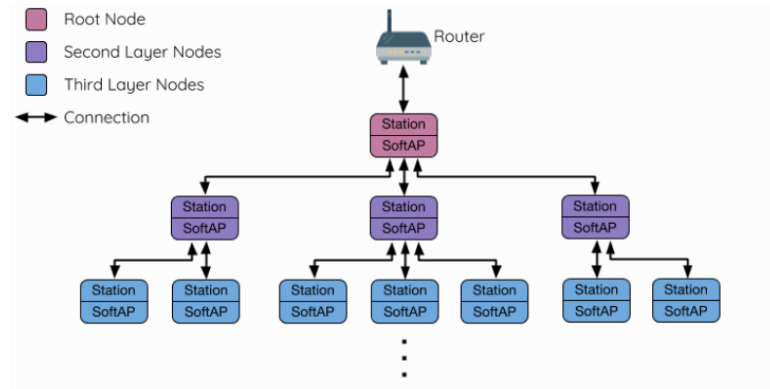 Root Node
Router
Second Layer Nodes
Third Layer Nodes
Connection
Station
SoftAP
Station
SoftAP
Station
SoftAP
Station
SoftAP
Station
SoftAP
Station
SoftAP
Station
SoftAP
Station
SoftAP
Station
SoftAP
Station
SoftAP
Station
SoftAP